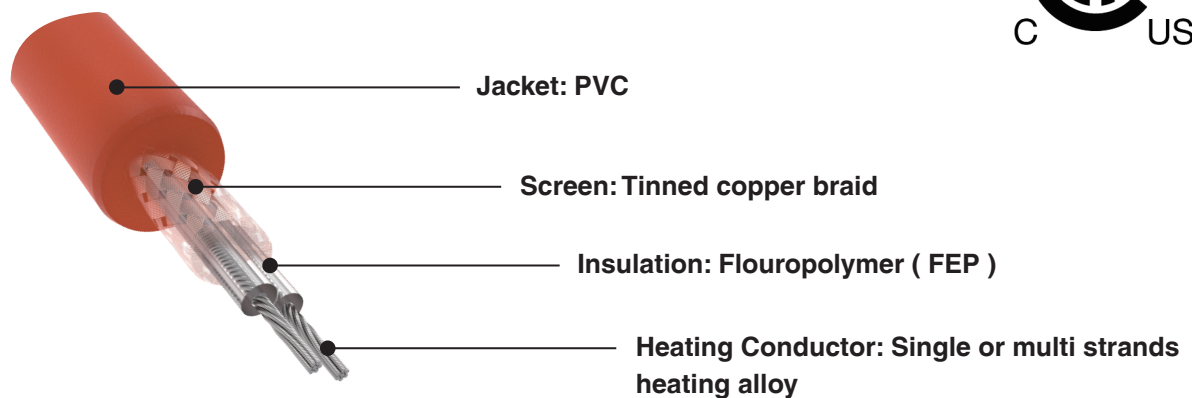 C US
Jacket: PVC
Screen: Tinned copper braid
Insulation: Flouropolymer ( FEP )
Heating Conductor: Single or multi strands
heating alloy